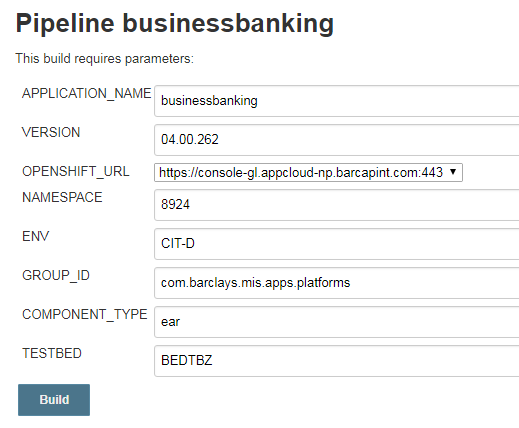 Pipeline businessbanking
This build requires parameters:
APPLICATION_NAME businessbanking
VERSION 04.00.262
OPENSHIFT_URL https://console-gl.appcloud-np.barcapint.com:443
NAMESPACE 8924
ENV CIT-D
GROUP_ID com.barclays.mis.apps.platforms
COMPONENT_TYPE ear
TESTBED BEDTBZ
Build